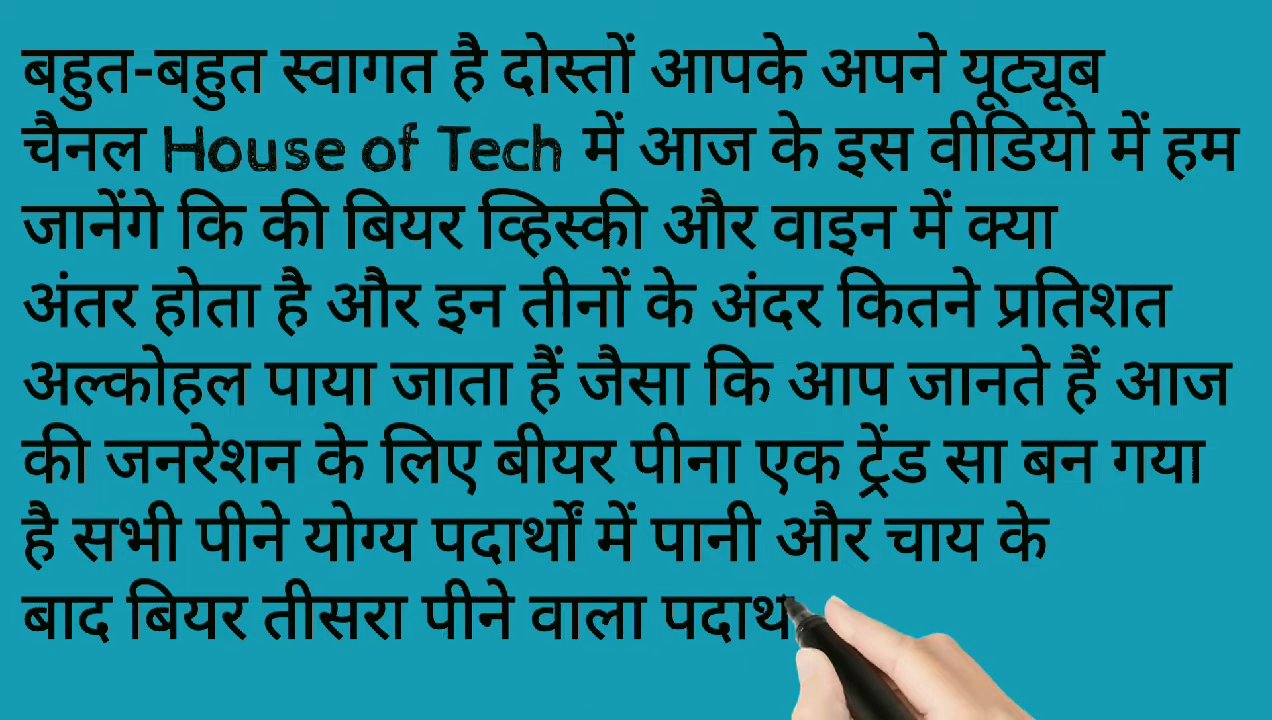 बहुत-बहुत स्वागत है दोस्तों आपके अपने यूट्यूब
चैनल House of Tech में आज के इस वीडियो में हम
जानेंगे कि की बियर व्हिस्की और वाइन में क्या
अंतर होता है और इन तीनों के अंदर कितने प्रतिशत
अल्कोहल पाया जाता हैं जैसा कि आप जानते हैं आज
की जनरेशन के लिए बीयर पीना एक ट्रेंड सा बन गया
है सभी पीने योग्य पदार्थों में पानी और चाय के
बाद बियर तीसरा पीने वाला पदाथ